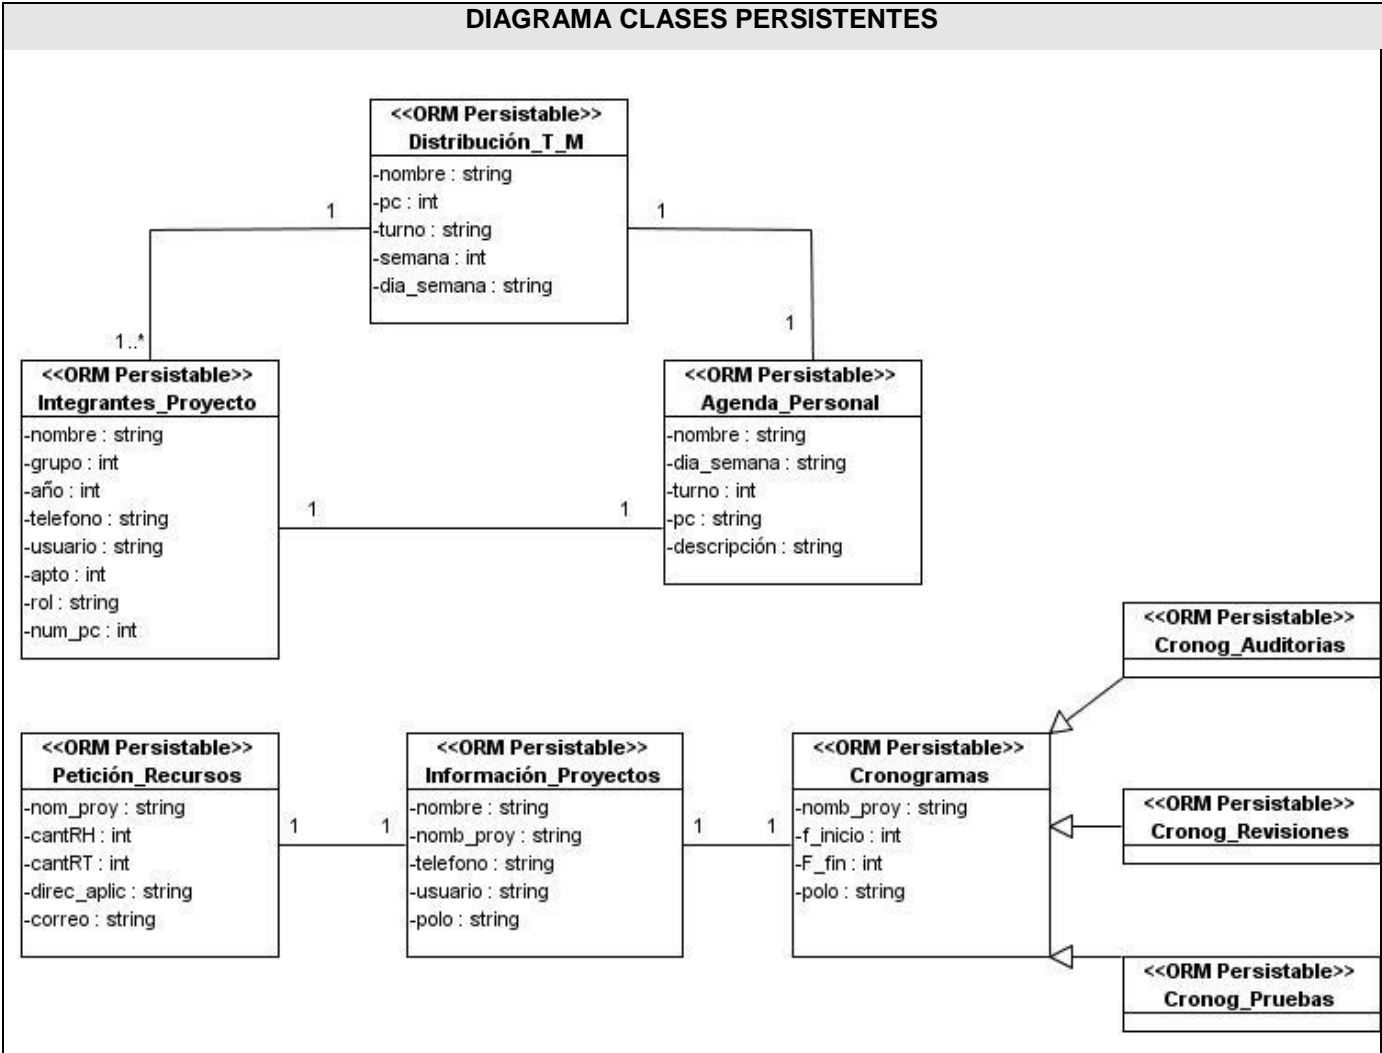 DIAGRAMA CLASES PERSISTENTES
<<ORM Persistable>>
Distribución_T_M
-nombre : string
-pc : int
-turno : string
-semana : int
-dia_semana : string
1
1
1..*
1
<<ORM Persistable>>
Integrantes_Proyecto
-nombre : string
-grupo : int
-año : int
-telefono : string
-usuario : string
-apto : int
-rol : string
-num_pc : int
1
1
<<ORM Persistable>>
Agenda_Personal
-nombre : string
-dia_semana : string
-turno : int
-pc : string
-descripción : string
<<ORM Persistable>>
Cronog_Auditorias
<<ORM Persistable>>
Petición_Recursos
-nom_proy : string
-cantRH : int
-cantRT : int
-direc_aplic : string
-correo : string
1
1
<<ORM Persistable>>
Información_Proyectos
-nombre : string
-nomb_proy : string
-telefono : string
-usuario : string
-polo : string
1
1
<<ORM Persistable>>
Cronogramas
-nomb_proy : string
-f_inicio : int
-F_fin : int
-polo : string
<<ORM Persistable>>
Cronog_Revisiones
<<ORM Persistable>>
Cronog_Pruebas